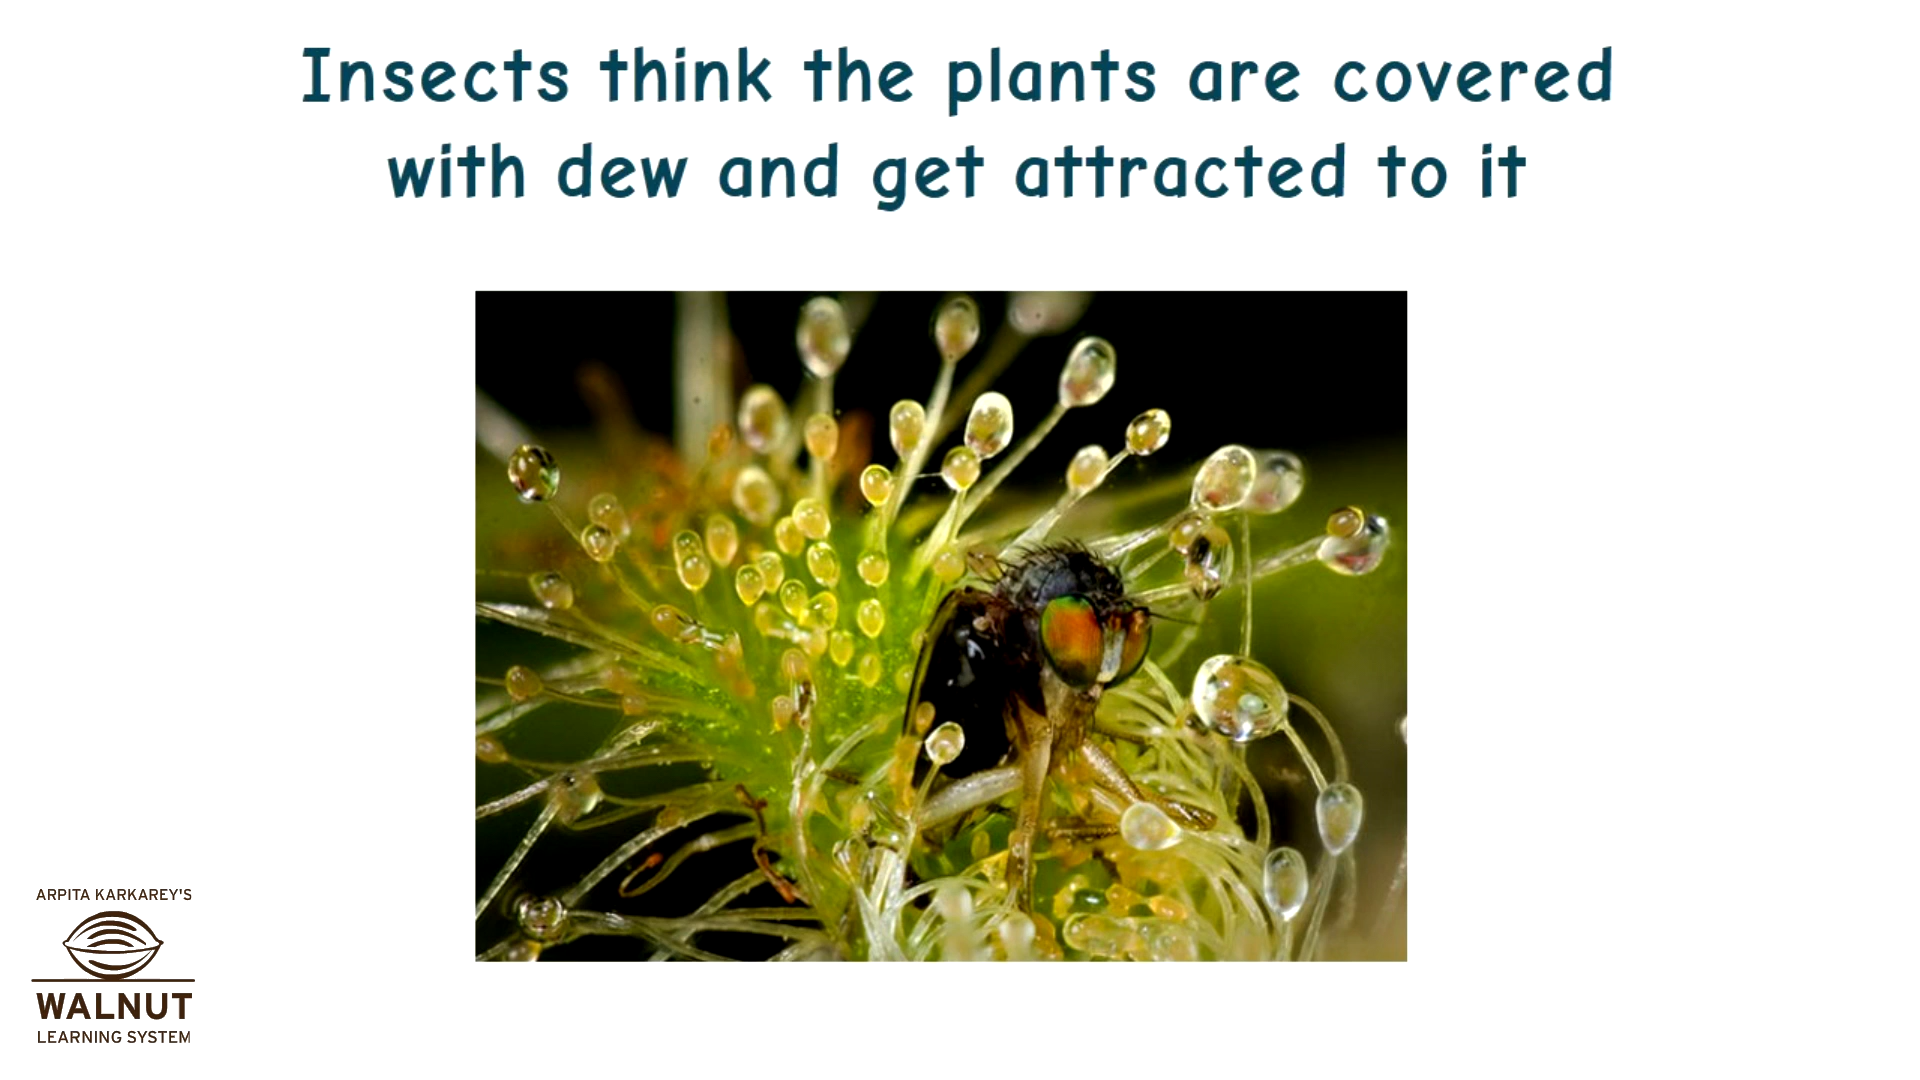 Insects think the plants are covered
with dew and get attracted to it
ARPITA KARKAREY'S
WALNUT
LEARNING SYSTEM